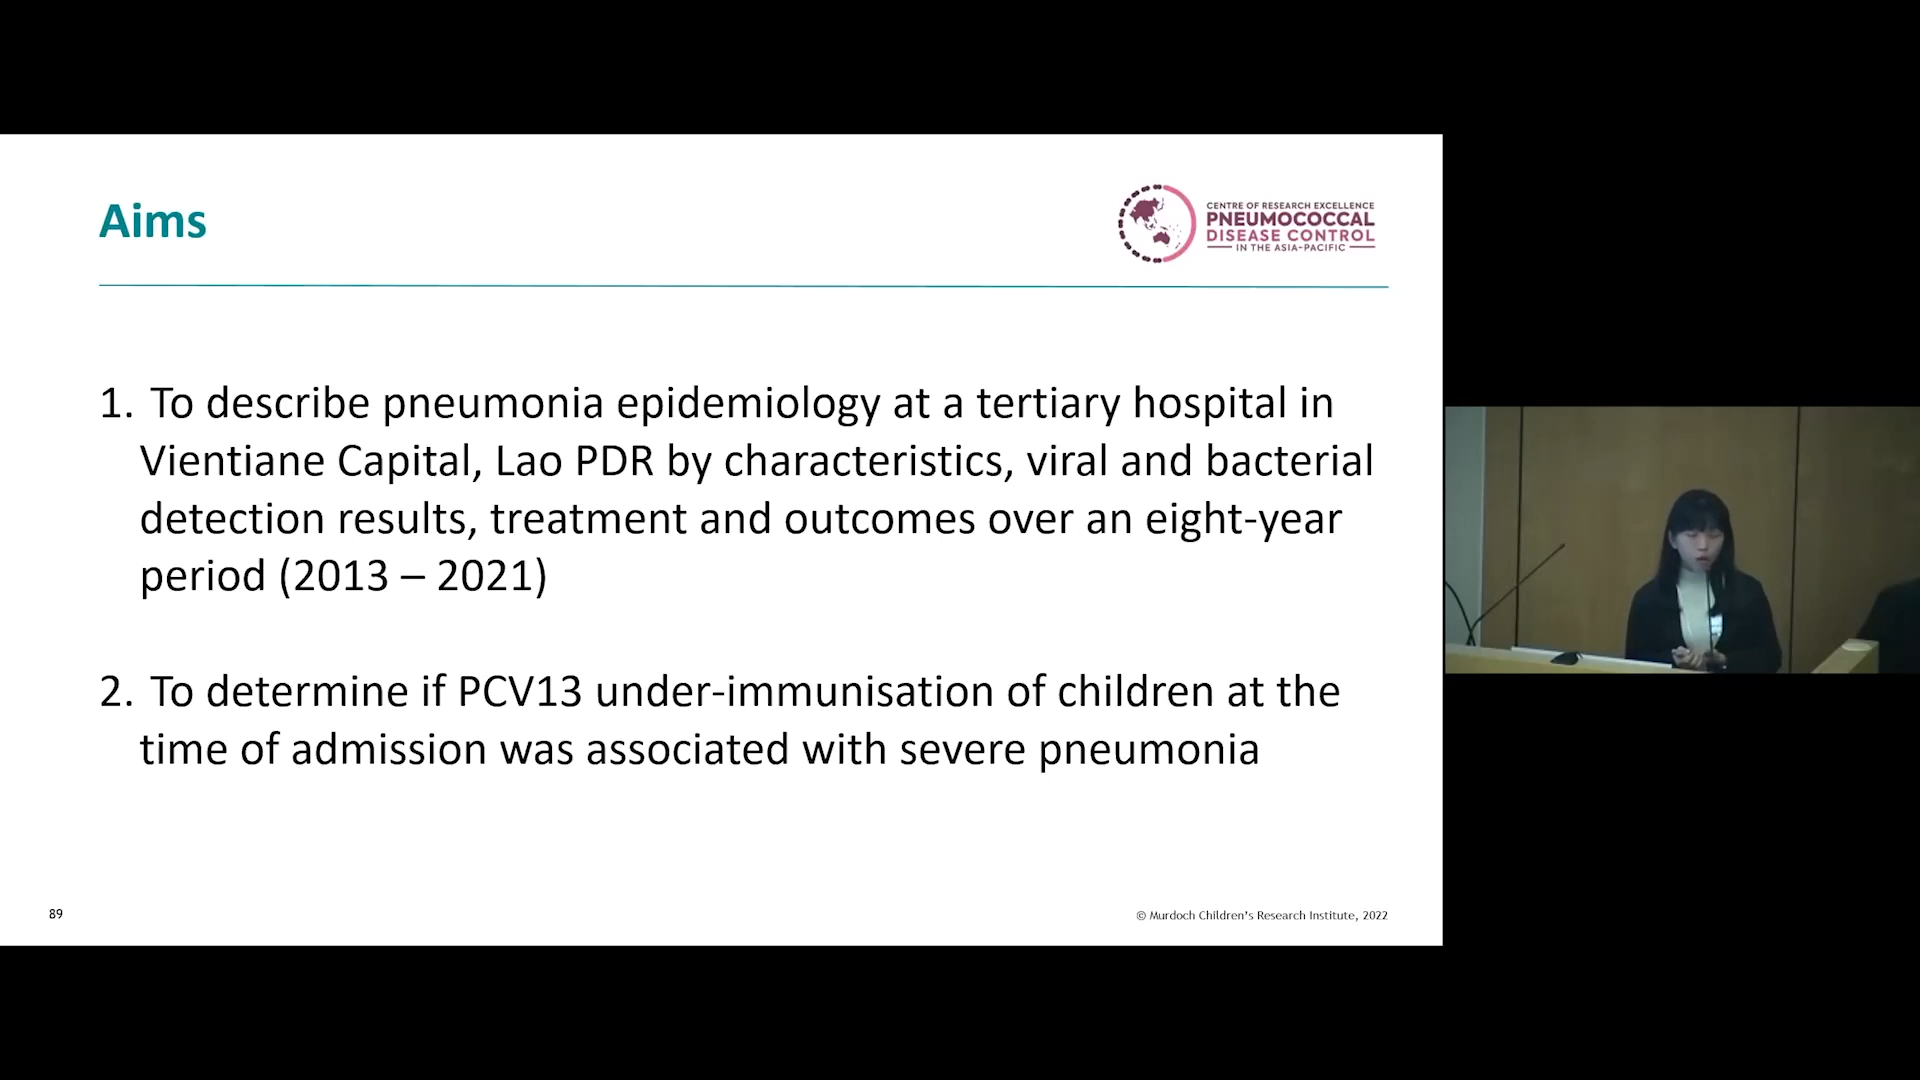 Aims
CENTRE OF RESEARCH EXCELLENCE
PNEUMOCOCCAL
DISEASE CONTROL
IN THE ASIA-PACIFIC
1. To describe pneumonia epidemiology at a tertiary hospital in
Vientiane Capital, Lao PDR by characteristics, viral and bacterial
detection results, treatment and outcomes over an eight-year
period (2013 – 2021)
2. To determine if PCV13 under-immunisation of children at the
time of admission was associated with severe pneumonia
89
© Murdoch Children's Research Institute, 2022